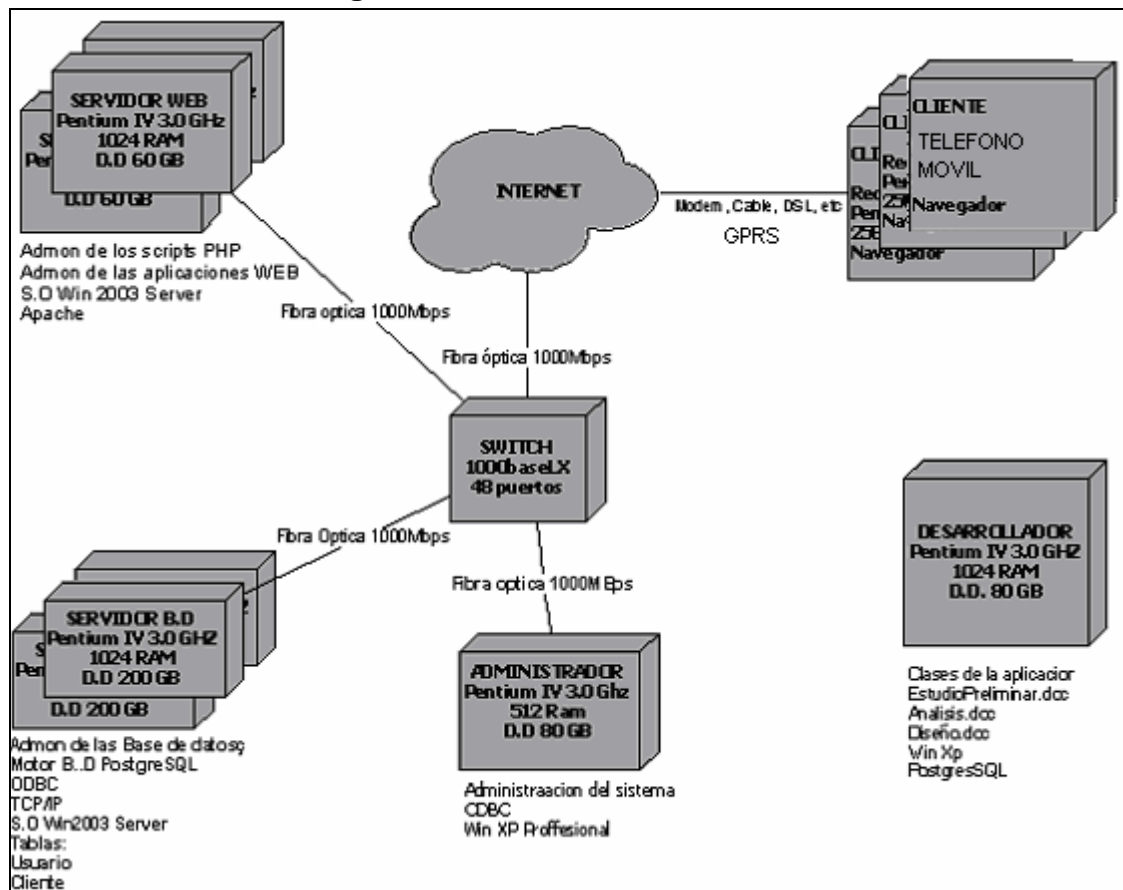 SERVIDOR WEB
Pentium IV 3.0 GHz
1024 RAM
D.D 60 GB
D.D 60 GB
Admon de los scripts PHP
Admon de las aplicaciones WEB
S.O Win 2003 Server
Apache
INTERNET
Modem, Cable, DSL, etc
GPRS
CLIENTE
TELEFONO
MOVIL
Navegador
Navegador
Fibra optica 1000Mbps
Fibra óptica 1000Mbps
SWITCH
1000baseLX
48 puertos
Fibra Optica 1000Mbps
Fibra optica 1000MEps
SERVIDOR B.D
Pentium IV 3.0 GHZ
1024 RAM
D.D 200 GB
D.D 200 GB
Admon de las Base de datosç
Motor B..D PostgreSQL
ODBC
TCP/IP
S.O Win2003 Server
Tablas:
Usuario
Cliente
ADMINISTRADOR
Pentium IV 3.0 Ghz
512 Ram
D.D 80 GB
Administraacion del sistema
ODBC
Win XP Proffesional
DESARROLLADOR
Pentium IV 3.0 GHZ
1024 RAM
D.D. 80 GB
Clases de la aplicacior
EstudioPreliminar.doc
Analisis.doc
Diseño.doc
Win Xp
PostgresSQL